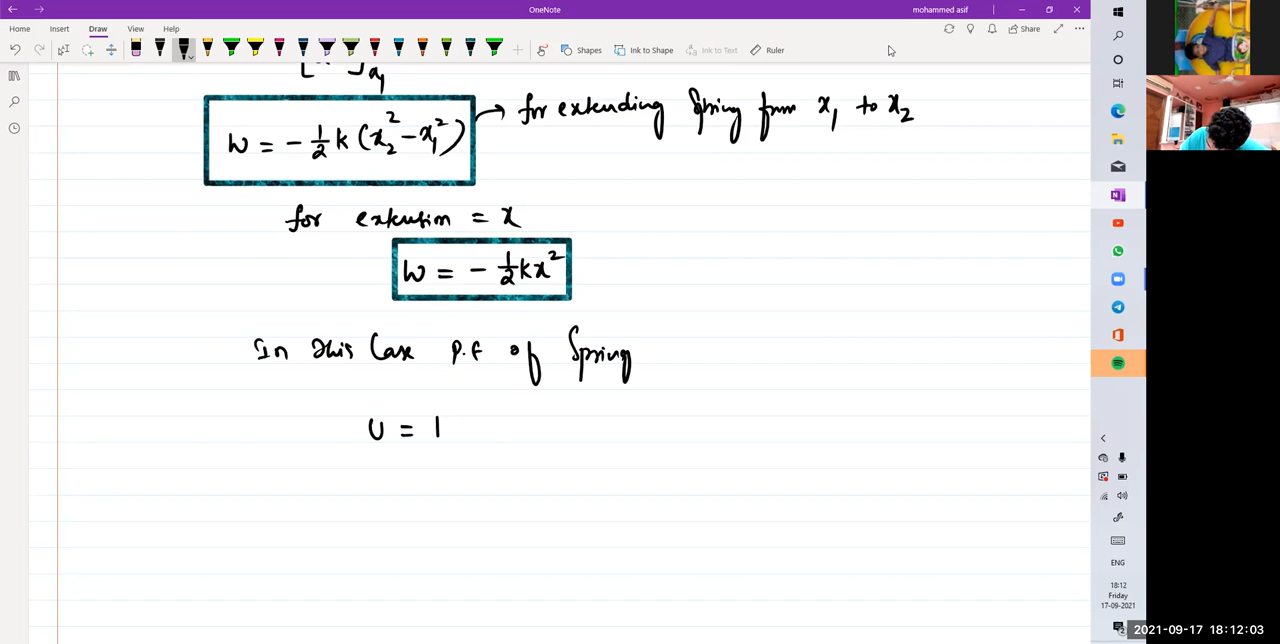 OneNote
mohammed asif
Home Insert Draw View Help
Share
Shapes Ink to Shape Ink to Text Ruler
x₁
W = - 1/2 k (x₂² - x₁²) → for extending Spring from x₁ to x₂
for extension = x
W = - 1/2 kx²
In this Case P.E of Spring
U = 1
ENG
18:12
Friday
17-09-2021
2021-09-17 18:12:03